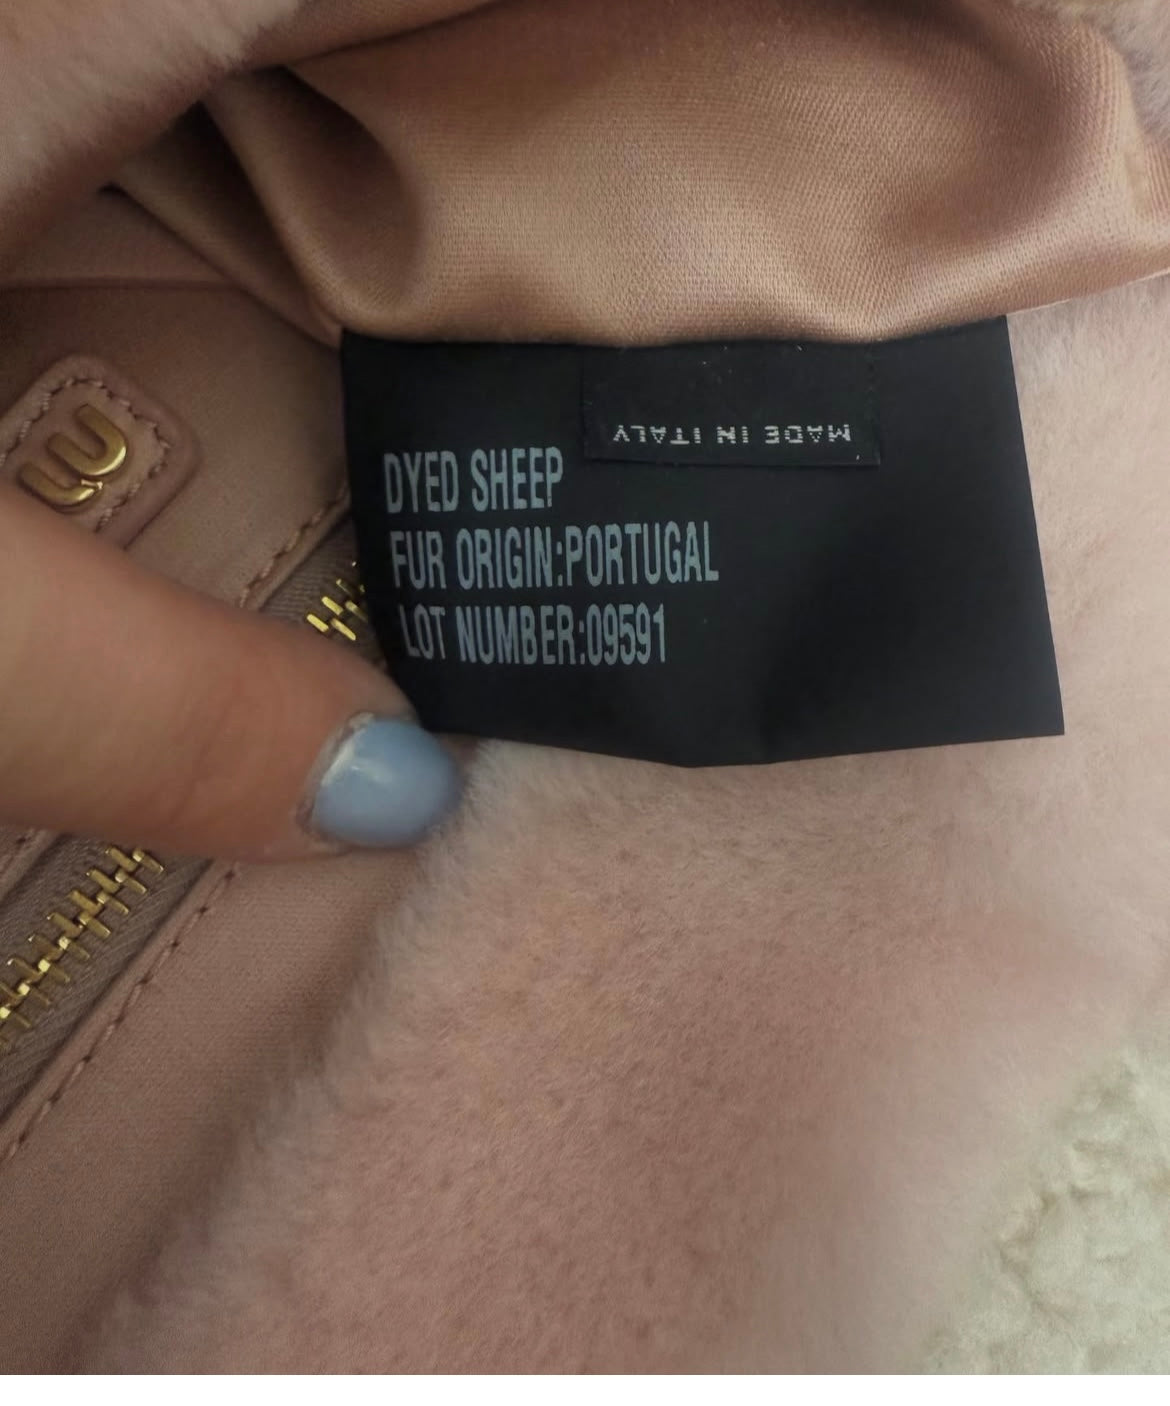 MADE IN ITALY
DYED SHEEP
FUR ORIGIN:PORTUGAL
LOT NUMBER:09591